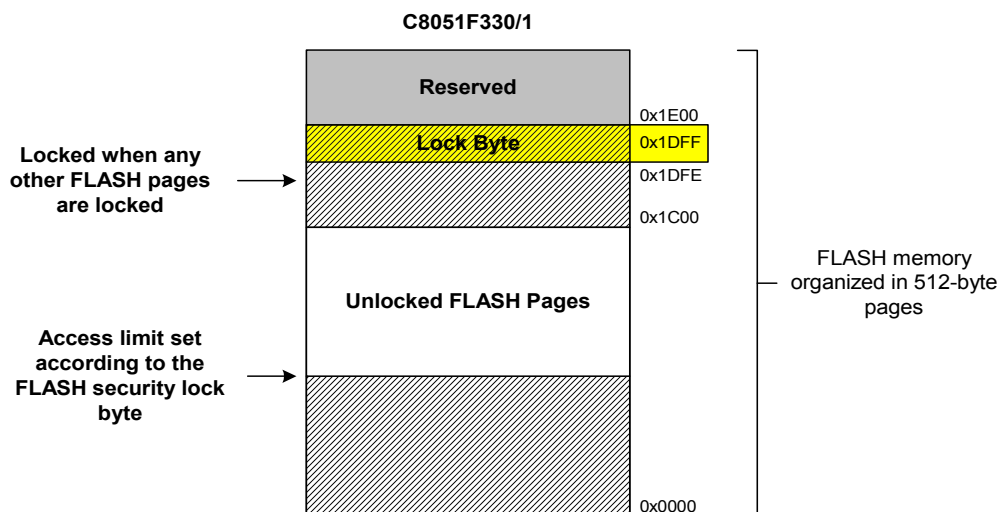 C8051F330/1
Reserved
0x1E00
Lock Byte
0x1DFF
Locked when any
other FLASH pages
are locked
0x1DFE
0x1C00
Unlocked FLASH Pages
FLASH memory
organized in 512-byte
pages
Access limit set
according to the
FLASH security lock
byte
0x0000